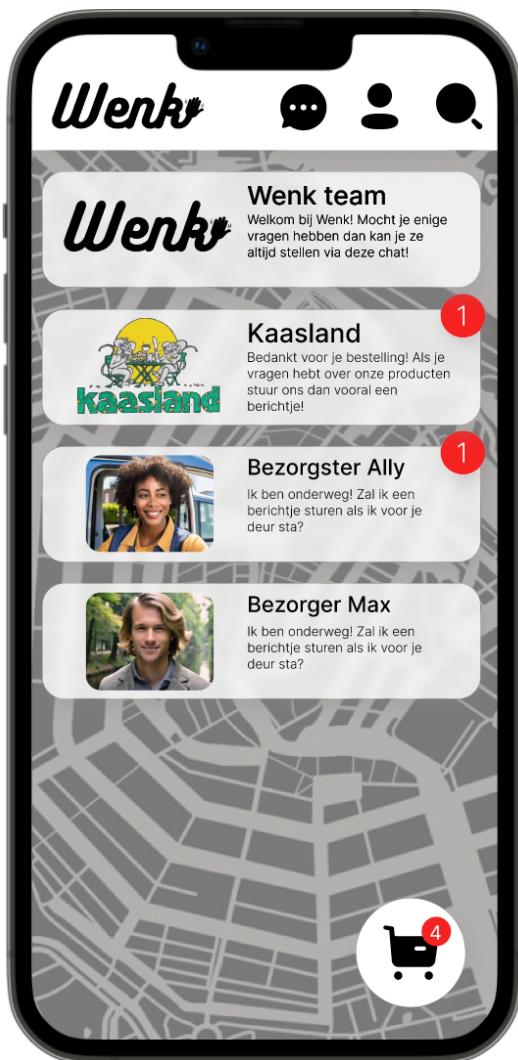 Wenk
Wenk
Wenk team
Welkom bij Wenk! Mocht je enige
vragen hebben dan kan je ze
altijd stellen via deze chat!
1
kaasland
Kaasland
Bedankt voor je bestelling! Als je
vragen hebt over onze producten
stuur ons dan vooral een
berichtje!
1
Bezorgster Ally
Ik ben onderweg! Zal ik een
berichtje sturen als ik voor je
deur sta?
Bezorger Max
Ik ben onderweg! Zal ik een
berichtje sturen als ik voor je
deur sta?
4